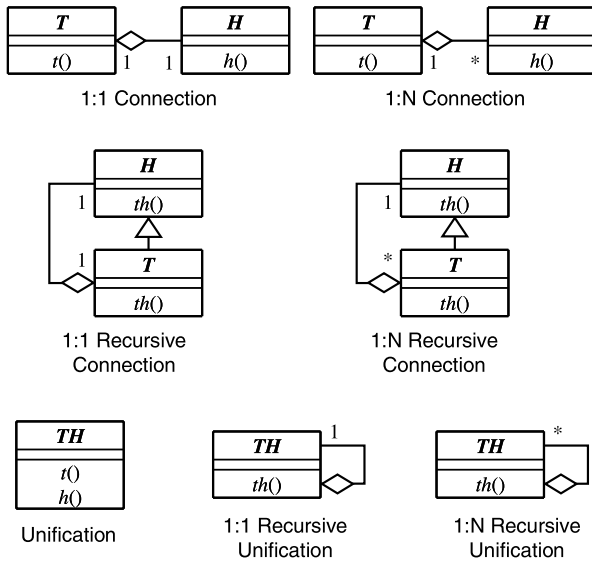 T H T H
t() h() t() h()
1 1 1 *
1:1 Connection 1:N Connection
H H
1 th() 1 th()
1 T * T
th() th()
1:1 Recursive 1:N Recursive
Connection Connection
TH TH 1 TH *
t() th() th()
h()
Unification 1:1 Recursive 1:N Recursive
Unification Unification